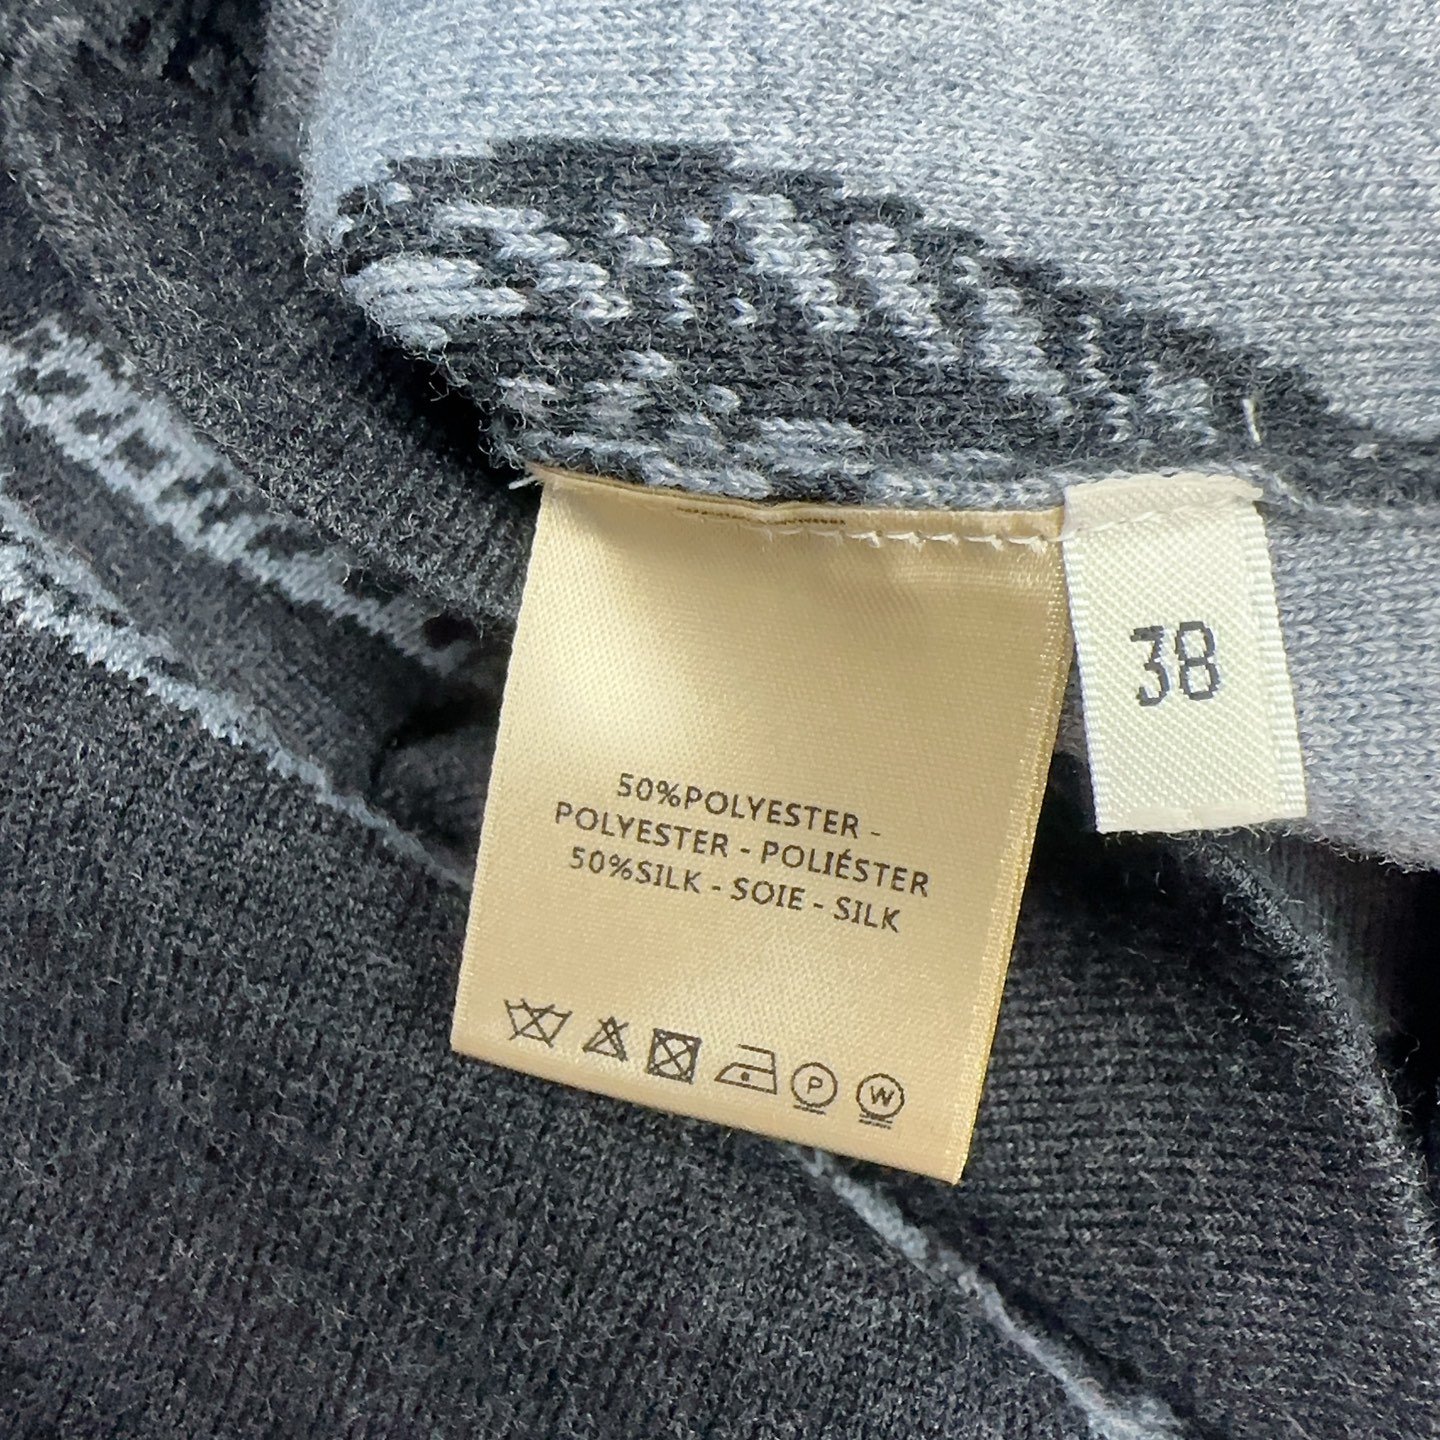 50%POLYESTER -
POLYESTER - POLIÉSTER
50%SILK - SOIE - SILK
P W
38